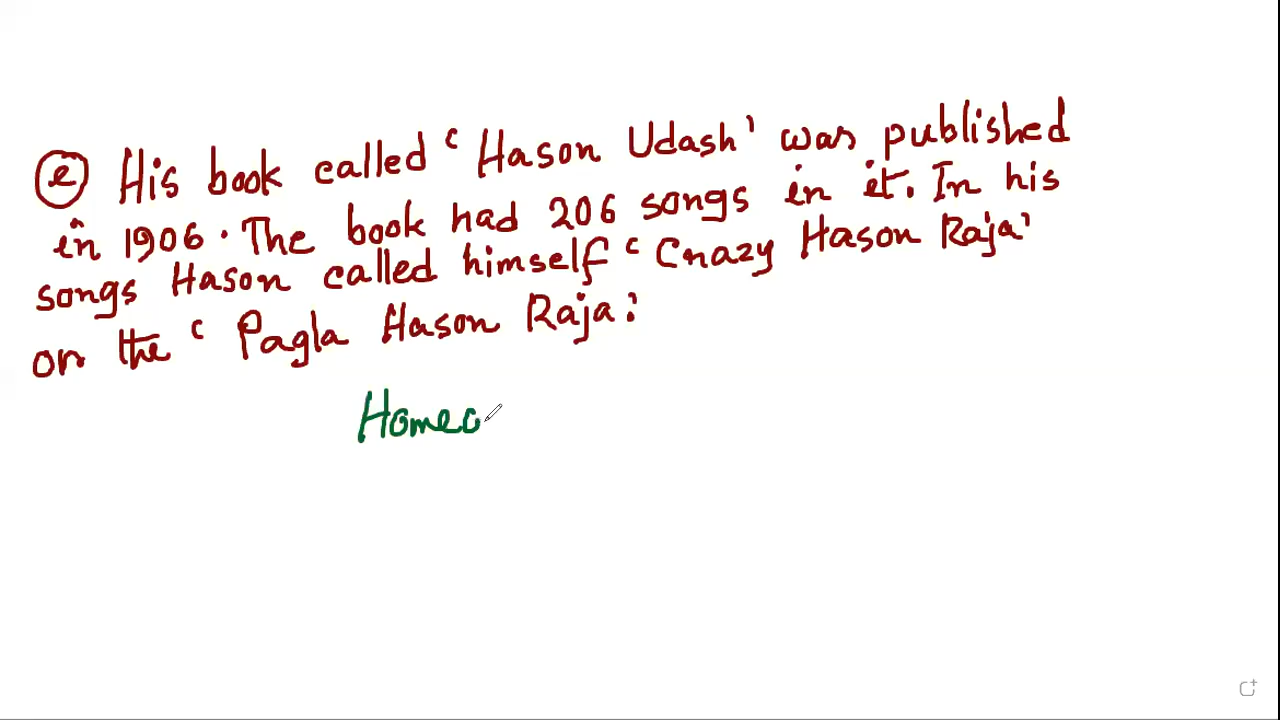 e His book called 'Hason Udash' was published
in 1906. The book had 206 songs in it. In his
songs Hason called himself 'Crazy Hason Raja'
or the 'Pagla Hason Raja.'
Homeo